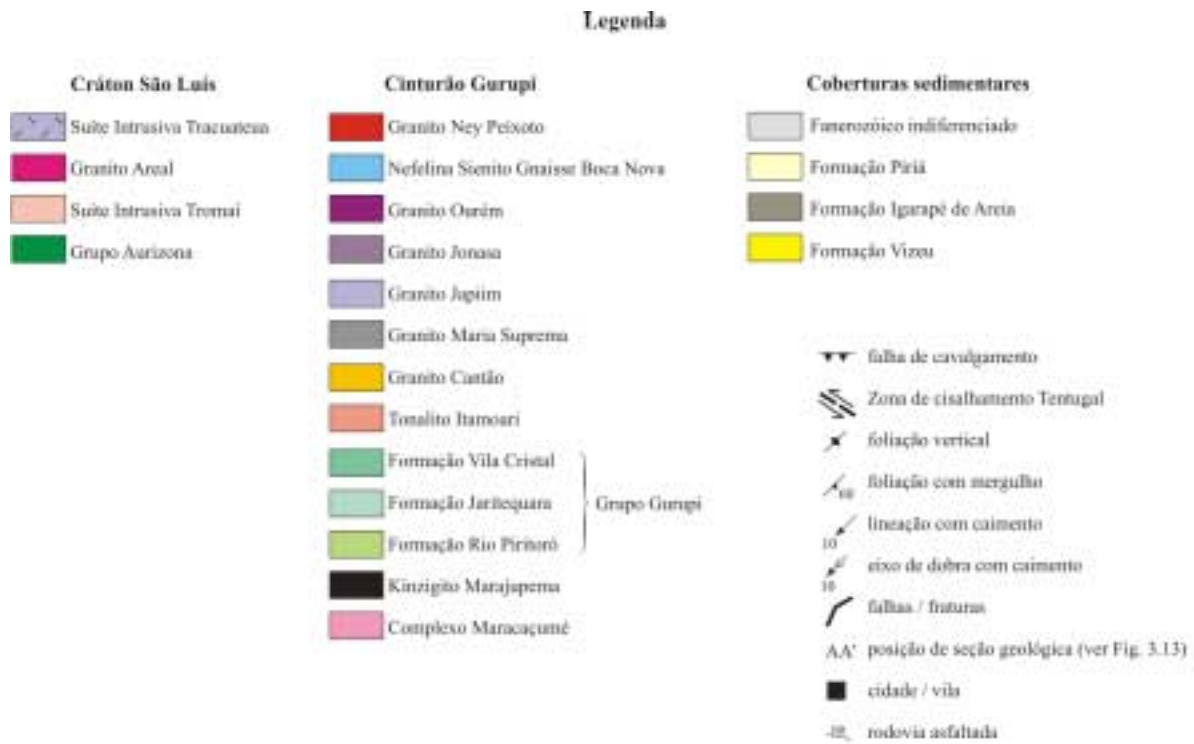 Legenda
Cráton São Luís
Suíte Intrusiva Tracuateua
Granito Areal
Suíte Intrusiva Tromaí
Grupo Aurizona
Cinturão Gurupi
Granito Ney Peixoto
Nefelina Sienito Gnaisse Boca Nova
Granito Ourém
Granito Jonasa
Granito Japiim
Granito Maria Suprema
Granito Cantão
Tonalito Itamoari
Formação Vila Cristal
Formação Jaritequara
Formação Rio Piritoró
Grupo Gurupi
Kinzigito Marajupema
Complexo Maracaçumé
Coberturas sedimentares
Fanerozóico indiferenciado
Formação Piriá
Formação Igarapé de Areia
Formação Vizeu
falha de cavalgamento
Zona de cisalhamento Tentugal
foliação vertical
foliação com mergulho
10 lineação com caimento
10 eixo de dobra com caimento
falhas / fraturas
AA' posição de seção geológica (ver Fig. 3.13)
cidade / vila
rodovia asfaltada